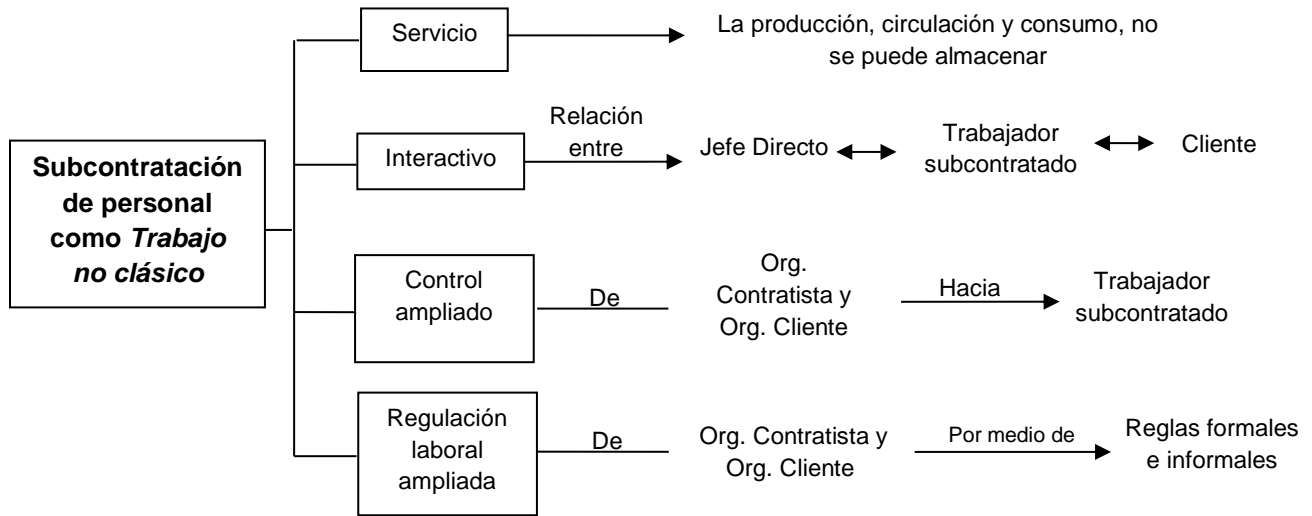 Servicio
La producción, circulación y consumo, no
se puede almacenar
Subcontratación
de personal
como Trabajo
no clásico
Interactivo
Relación
entre
Jefe Directo
Trabajador
subcontratado
Cliente
Control
ampliado
De
Org.
Contratista y
Org. Cliente
Hacia
Trabajador
subcontratado
Regulación
laboral
ampliada
De
Org. Contratista y
Org. Cliente
Por medio de
Reglas formales
e informales